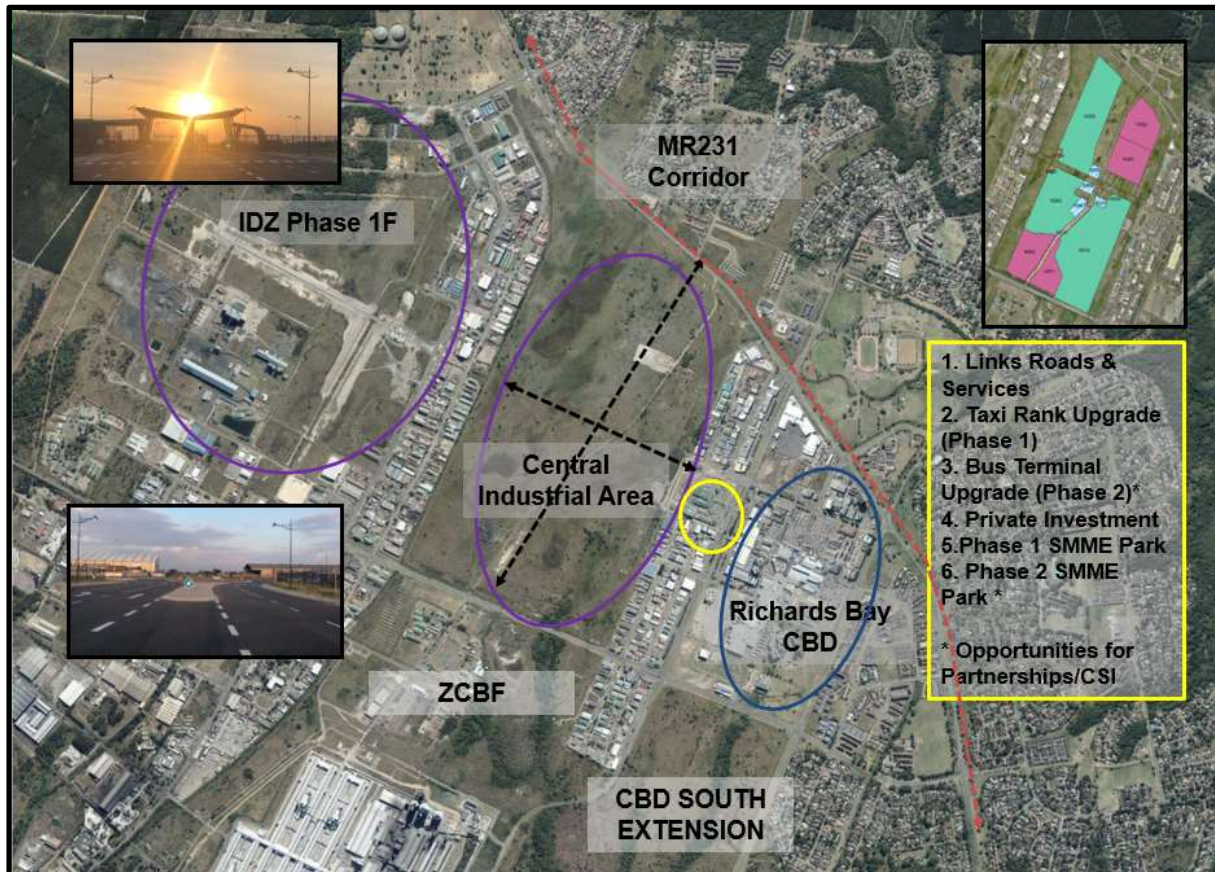 MR231
Corridor
IDZ Phase 1F
Central
Industrial Area
Richards Bay
CBD
ZCBF
CBD SOUTH
EXTENSION
1. Links Roads &
Services
2. Taxi Rank Upgrade
(Phase 1)
3. Bus Terminal
Upgrade (Phase 2)*
4. Private Investment
5.Phase 1 SMME Park
6. Phase 2 SMME
Park *
* Opportunities for
Partnerships/CSI